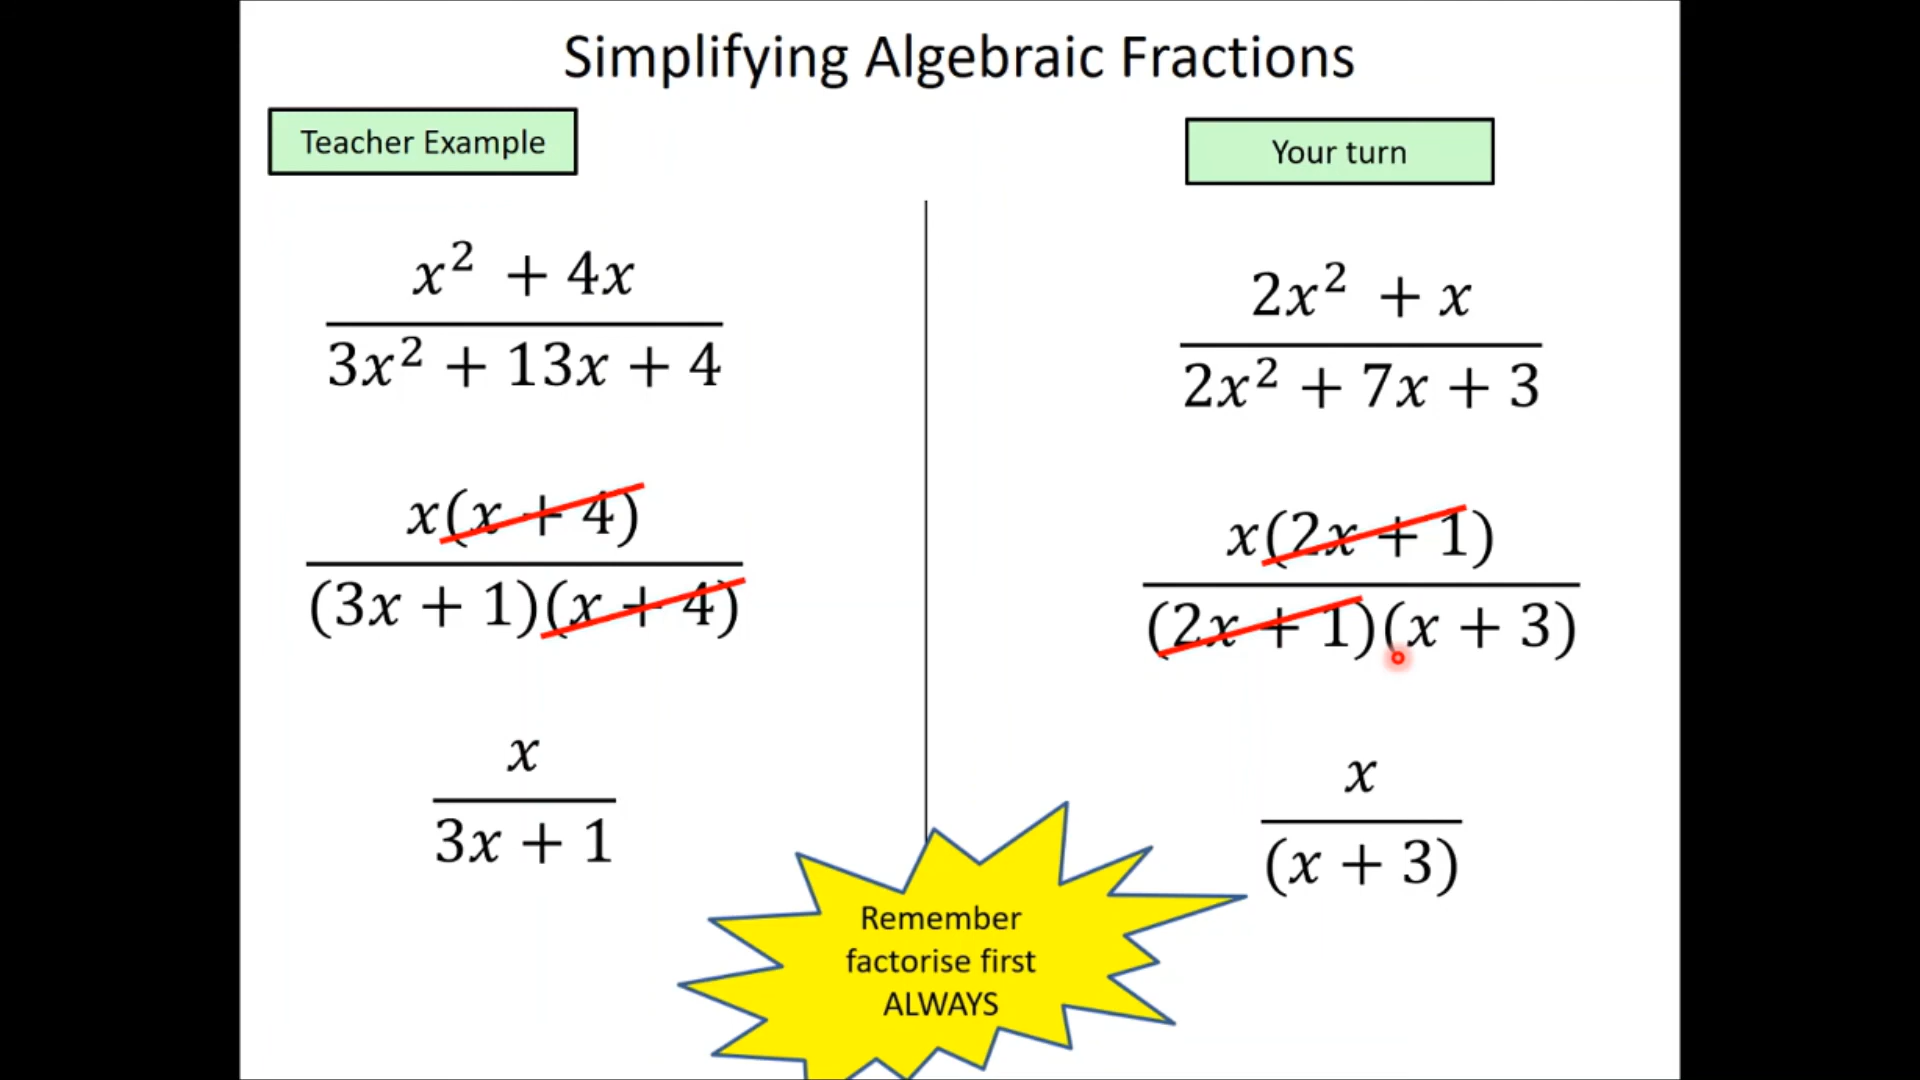 Simplifying Algebraic Fractions
Teacher Example
x² + 4x
3x² + 13x + 4
x(x + 4)
(3x + 1)(x + 4)
x
3x + 1
Your turn
2x² + x
2x² + 7x + 3
x(2x + 1)
(2x + 1)(x + 3)
x
(x + 3)
Remember
factorise first
ALWAYS